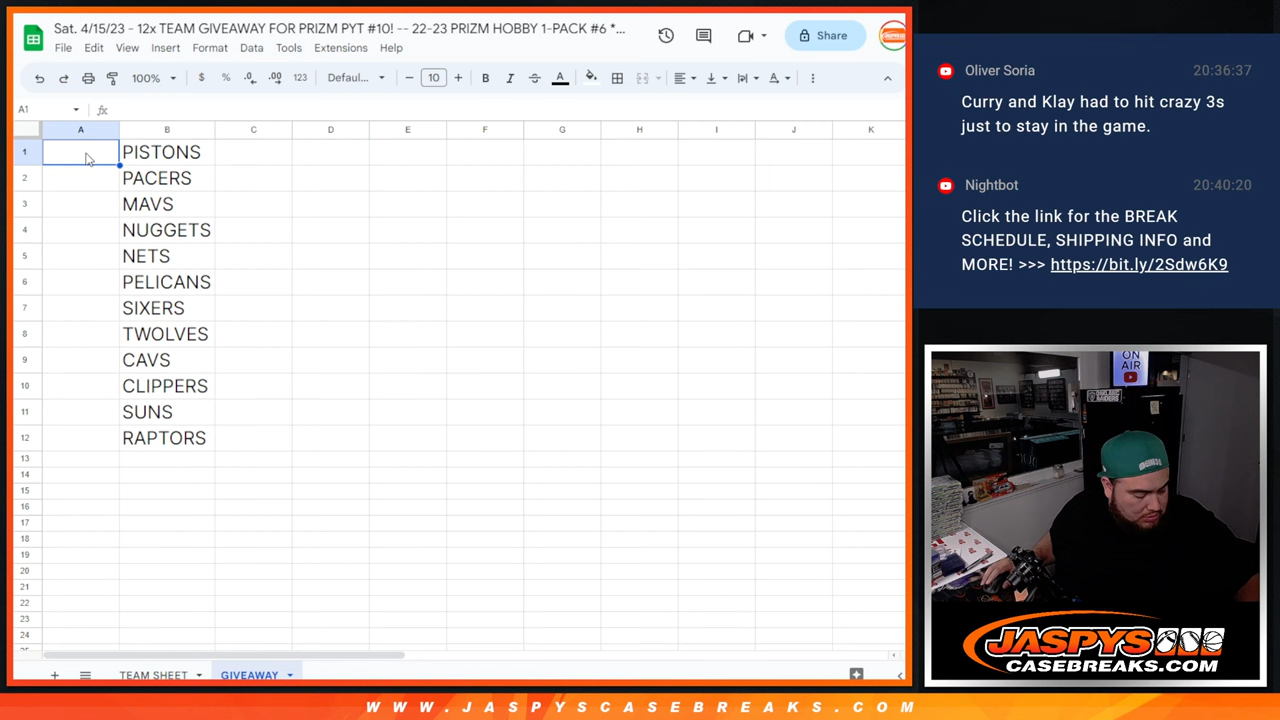 Sat. 4/15/23 - 12x TEAM GIVEAWAY FOR PRIZM PYT #10! -- 22-23 PRIZM HOBBY 1-PACK #6 *...
File Edit View Insert Format Data Tools Extensions Help
Share
100% $ % .0 .00 123 Defaul... − 10 + B I A
A1 fx
A B C D E F G H I J K
1 PISTONS
2 PACERS
3 MAVS
4 NUGGETS
5 NETS
6 PELICANS
7 SIXERS
8 TWOLVES
9 CAVS
10 CLIPPERS
11 SUNS
12 RAPTORS
13
14
15
16
17
18
19
20
21
22
23
24
+ TEAM SHEET GIVEAWAY
Oliver Soria 20:36:37
Curry and Klay had to hit crazy 3s
just to stay in the game.
Nightbot 20:40:20
Click the link for the BREAK
SCHEDULE, SHIPPING INFO and
MORE! >>> https://bit.ly/2Sdw6K9
ON
AIR
JASPYS
CASEBREAKS.COM
WWW.JASPYSCASEBREAKS.COM